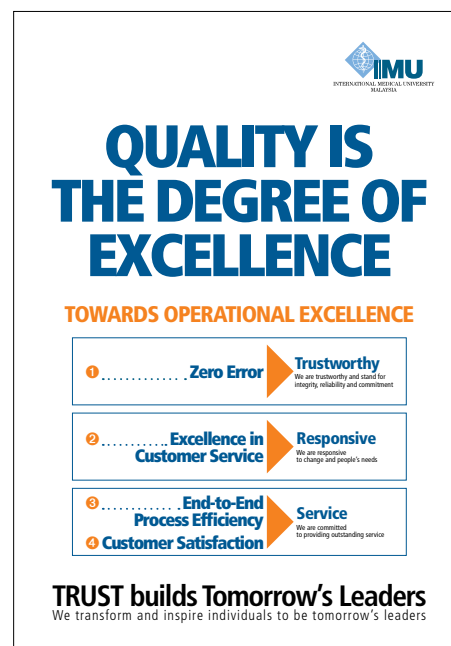 IMU
INTERNATIONAL MEDICAL UNIVERSITY
MALAYSIA
QUALITY IS
THE DEGREE OF
EXCELLENCE
TOWARDS OPERATIONAL EXCELLENCE
1 ............. Zero Error
Trustworthy
We are trustworthy and stand for
integrity, reliability and commitment
2 ........... Excellence in
Customer Service
Responsive
We are responsive
to change and people's needs
3 ............ End-to-End
Process Efficiency
4 Customer Satisfaction
Service
We are committed
to providing outstanding service
TRUST builds Tomorrow's Leaders
We transform and inspire individuals to be tomorrow's leaders